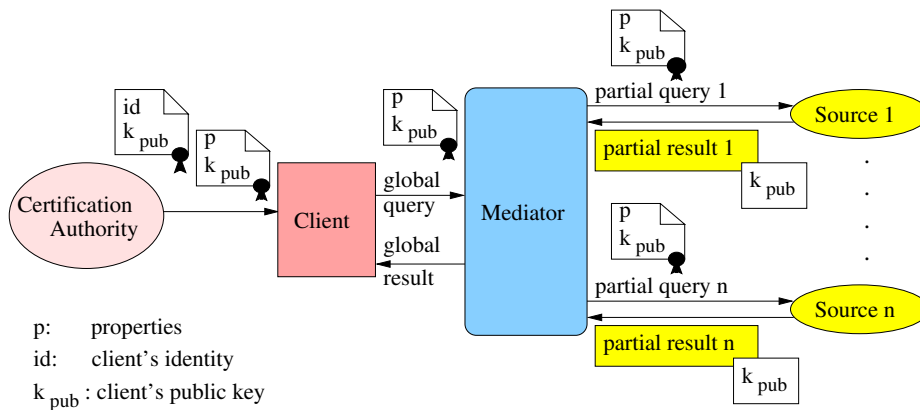 p
k pub
partial query 1
Source 1
id
k pub
p
k pub
p
k pub
partial result 1
k pub
Certification
Authority
Client
global
query
Mediator
global
result
p
k pub
partial query n
Source n
partial result n
k pub
p: properties
id: client's identity
k pub : client's public key